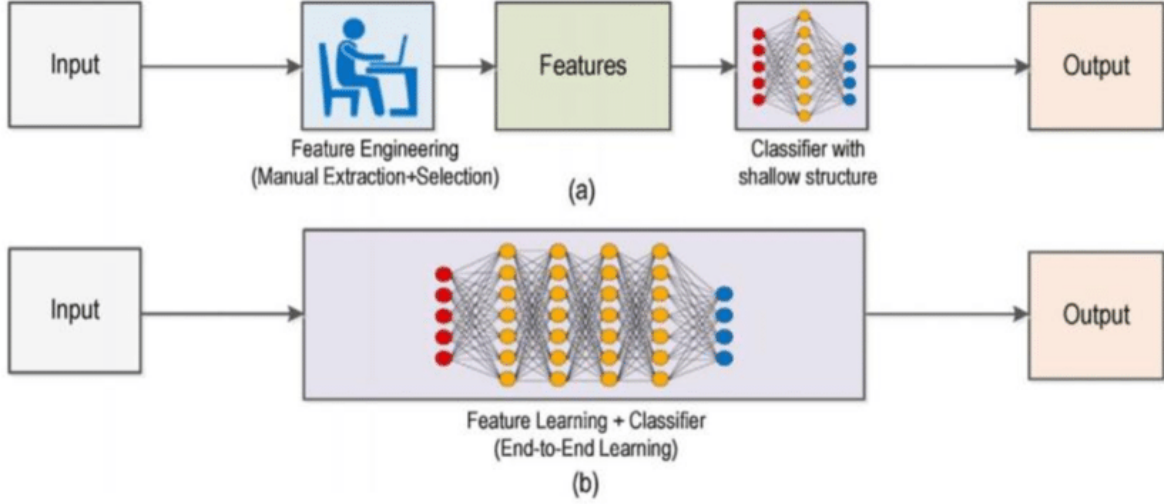 Input
Features
Output
Feature Engineering
(Manual Extraction+Selection)
Classifier with
shallow structure
(a)
Input
Output
Feature Learning + Classifier
(End-to-End Learning)
(b)